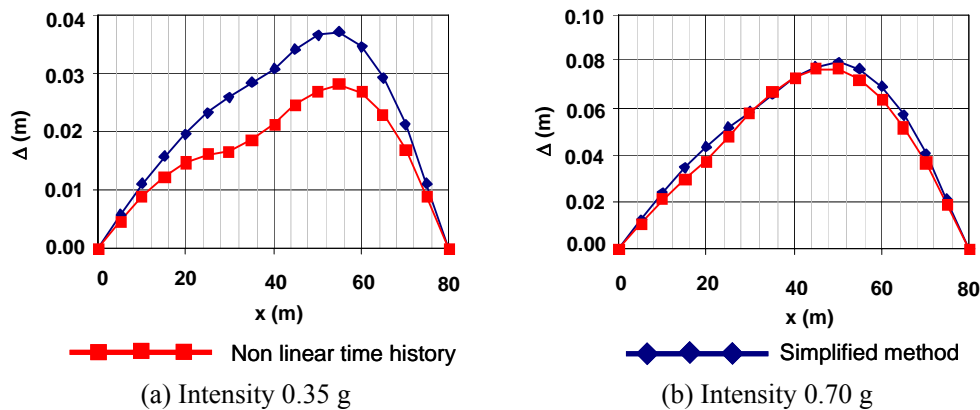 0.04
0.03
0.02
0.01
0.00
Δ (m)
0 20 40 60 80
x (m)
0.10
0.08
0.06
0.04
0.02
0.00
Δ (m)
0 20 40 60 80
x (m)
Non linear time history
Simplified method
(a) Intensity 0.35 g
(b) Intensity 0.70 g